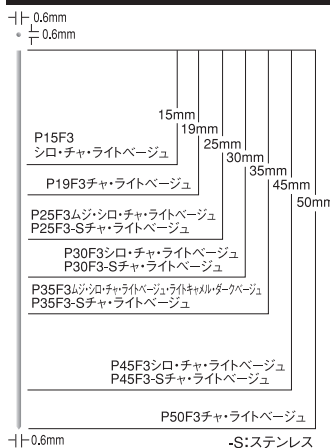 0.6mm
0.6mm
15mm
19mm
25mm
30mm
35mm
45mm
50mm
P15F3
シロ・チャ・ライトベージュ
P19F3チャ・ライトベージュ
P25F3ムジ・シロ・チャ・ライトベージュ
P25F3-Sチャ・ライトベージュ
P30F3シロ・チャ・ライトベージュ
P30F3-Sチャ・ライトベージュ
P35F3ムジ・シロ・チャ・ライトベージュ・ライトキャメル・ダークベージュ
P35F3-Sチャ・ライトベージュ
P45F3シロ・チャ・ライトベージュ
P45F3-Sチャ・ライトベージュ
P50F3チャ・ライトベージュ
0.6mm
-S:ステンレス